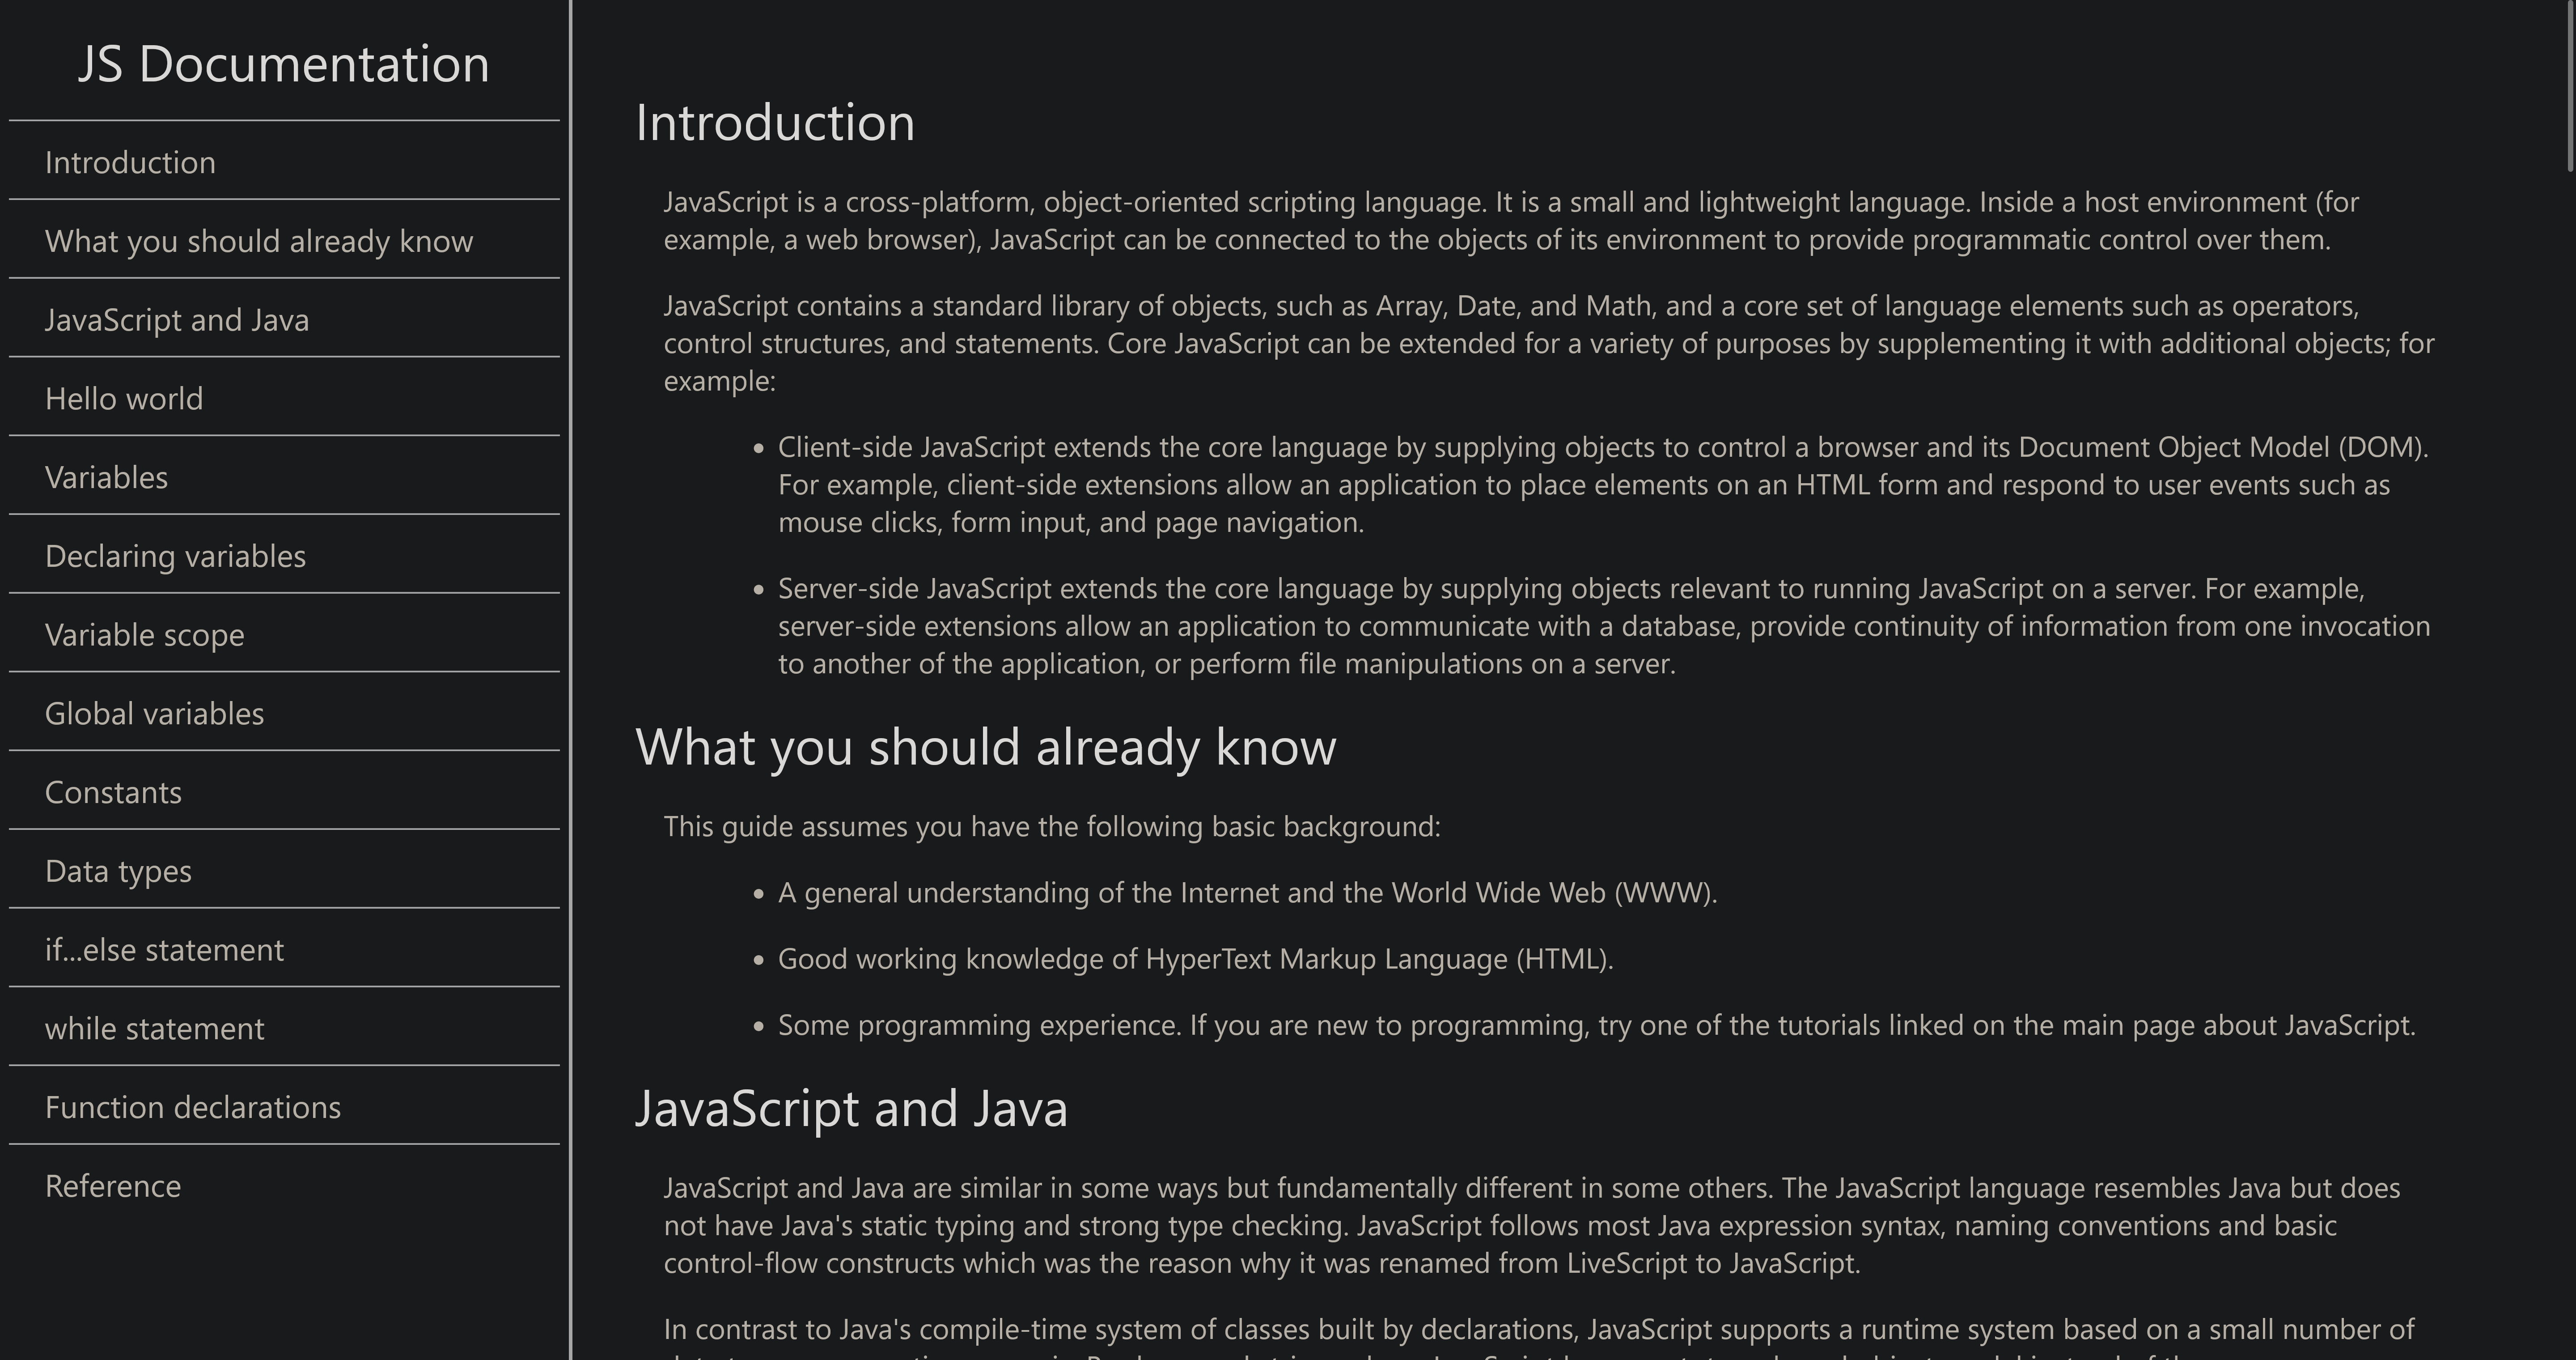 JS Documentation
Introduction
What you should already know
JavaScript and Java
Hello world
Variables
Declaring variables
Variable scope
Global variables
Constants
Data types
if...else statement
while statement
Function declarations
Reference
Introduction
JavaScript is a cross-platform, object-oriented scripting language. It is a small and lightweight language. Inside a host environment (for
example, a web browser), JavaScript can be connected to the objects of its environment to provide programmatic control over them.
JavaScript contains a standard library of objects, such as Array, Date, and Math, and a core set of language elements such as operators,
control structures, and statements. Core JavaScript can be extended for a variety of purposes by supplementing it with additional objects; for
example:
• Client-side JavaScript extends the core language by supplying objects to control a browser and its Document Object Model (DOM).
For example, client-side extensions allow an application to place elements on an HTML form and respond to user events such as
mouse clicks, form input, and page navigation.
• Server-side JavaScript extends the core language by supplying objects relevant to running JavaScript on a server. For example,
server-side extensions allow an application to communicate with a database, provide continuity of information from one invocation
to another of the application, or perform file manipulations on a server.
What you should already know
This guide assumes you have the following basic background:
• A general understanding of the Internet and the World Wide Web (WWW).
• Good working knowledge of HyperText Markup Language (HTML).
• Some programming experience. If you are new to programming, try one of the tutorials linked on the main page about JavaScript.
JavaScript and Java
JavaScript and Java are similar in some ways but fundamentally different in some others. The JavaScript language resembles Java but does
not have Java's static typing and strong type checking. JavaScript follows most Java expression syntax, naming conventions and basic
control-flow constructs which was the reason why it was renamed from LiveScript to JavaScript.
In contrast to Java's compile-time system of classes built by declarations, JavaScript supports a runtime system based on a small number of